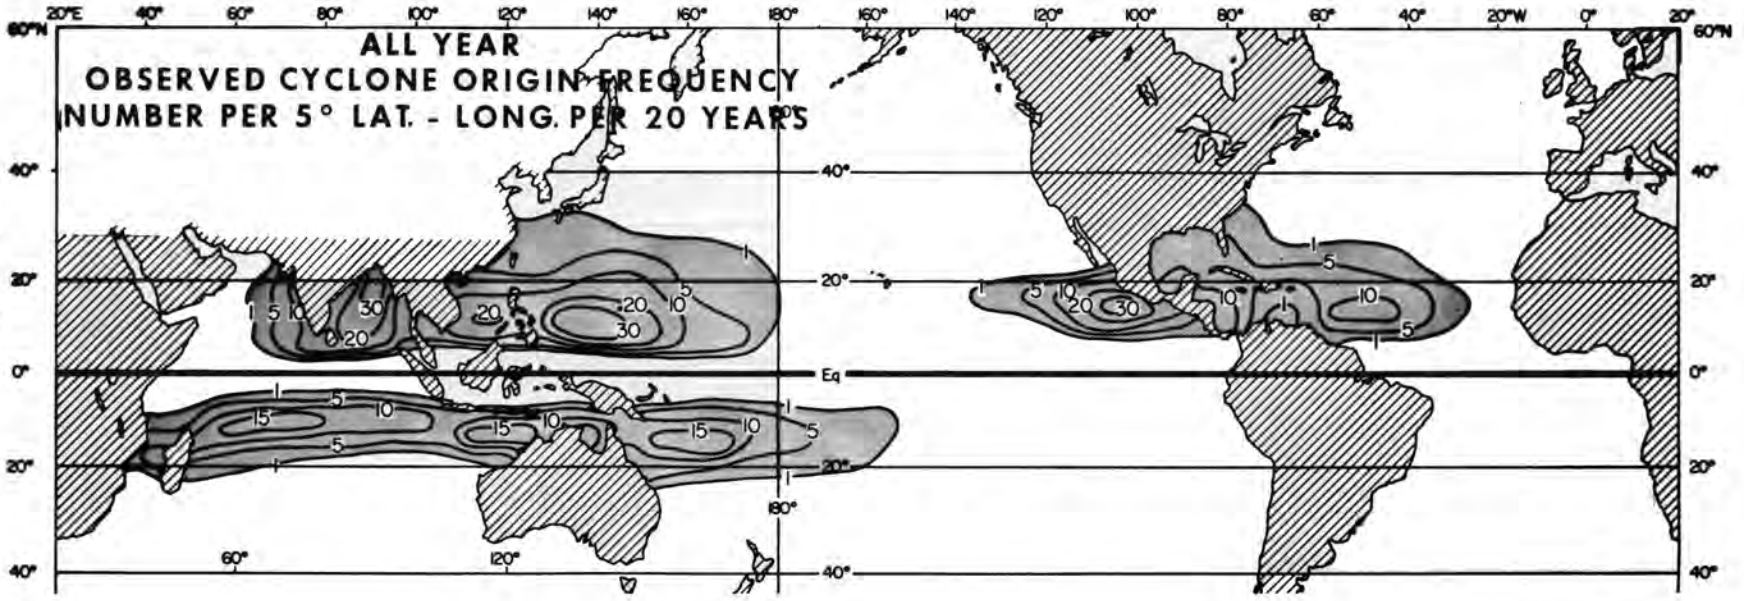 20°E 40° 60° 80° 100° 120° 140° 160° 180° 160° 140° 120° 100° 80° 60° 40° 20°W 0° 20°
60°N 60°N
ALL YEAR
OBSERVED CYCLONE ORIGIN FREQUENCY
NUMBER PER 5° LAT. - LONG. PER 20 YEARS
40° 40° 40°
1 1
5
20° 5 20° 20°
1 5 10 30 20 10 1 5 10 10 1 10
20 20 30
20 30 5
1
0° Eq 0°
1 5 1
15 10 15 10 15 10 5
5
20° 1 20° 20°
1
180°
60° 120°
40° 40° 40°